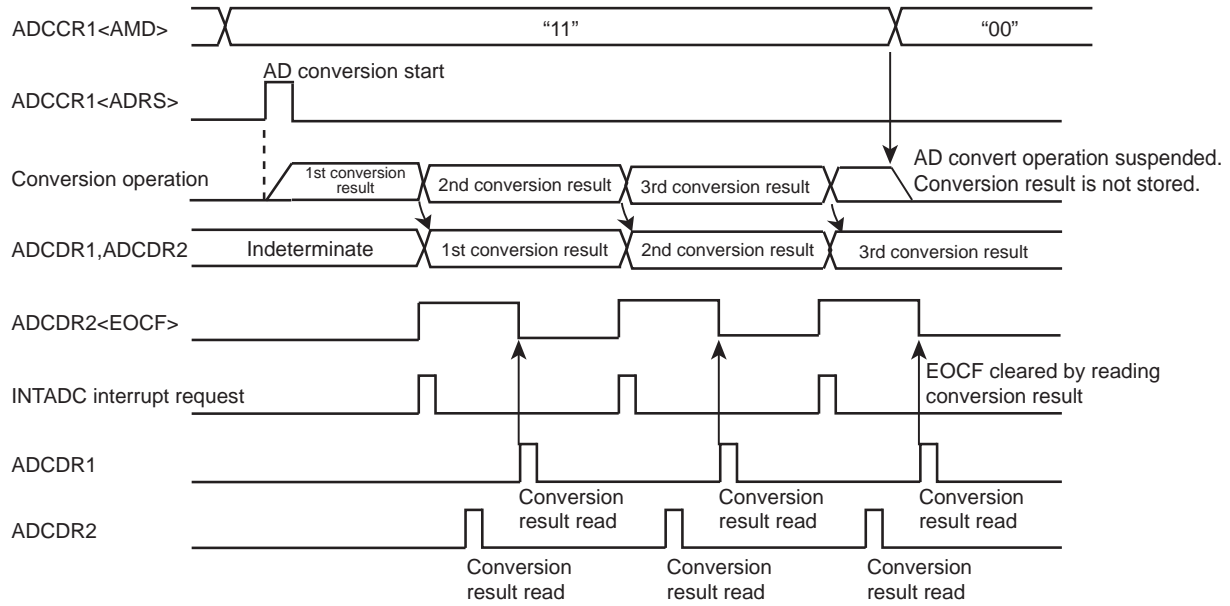 ADCCR1<AMD>
“11”
“00”
AD conversion start
ADCCR1<ADRS>
Conversion operation
1st conversion
result
2nd conversion result
3rd conversion result
AD convert operation suspended.
Conversion result is not stored.
ADCDR1,ADCDR2
Indeterminate
1st conversion result
2nd conversion result
3rd conversion result
ADCDR2<EOCF>
EOCF cleared by reading
conversion result
INTADC interrupt request
ADCDR1
Conversion
result read
Conversion
result read
Conversion
result read
ADCDR2
Conversion
result read
Conversion
result read
Conversion
result read